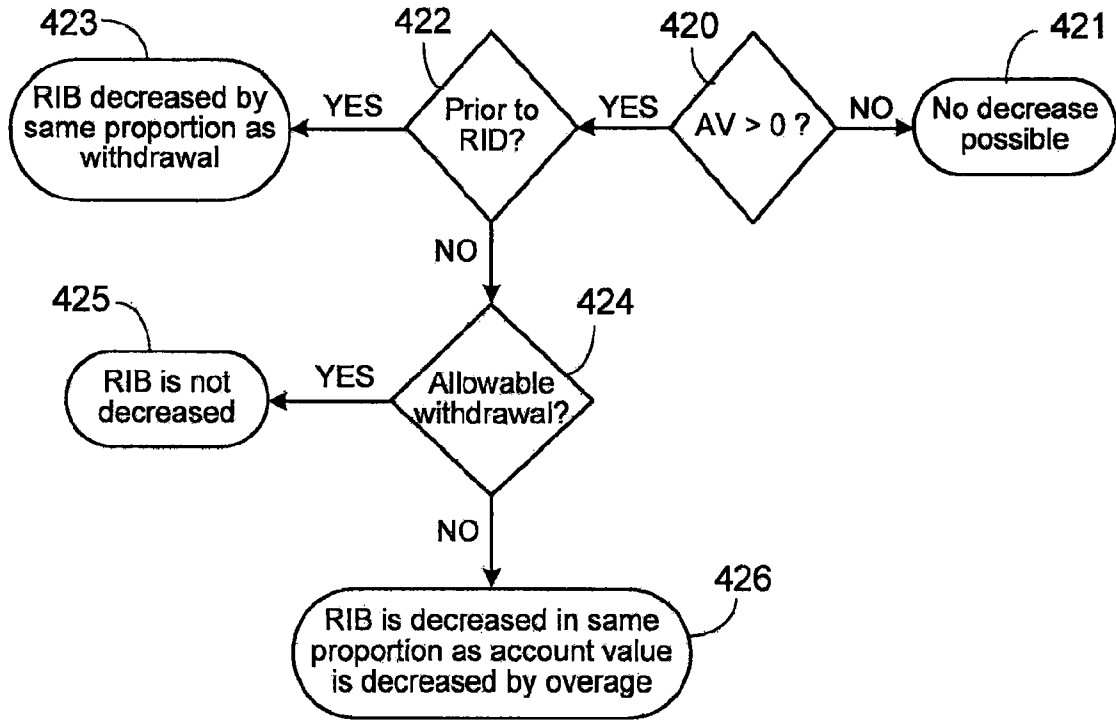 423
422
420
421
RIB decreased by
same proportion as
withdrawal
YES
Prior to
RID?
YES
AV > 0 ?
NO
No decrease
possible
NO
425
424
RIB is not
decreased
YES
Allowable
withdrawal?
NO
426
RIB is decreased in same
proportion as account value
is decreased by overage